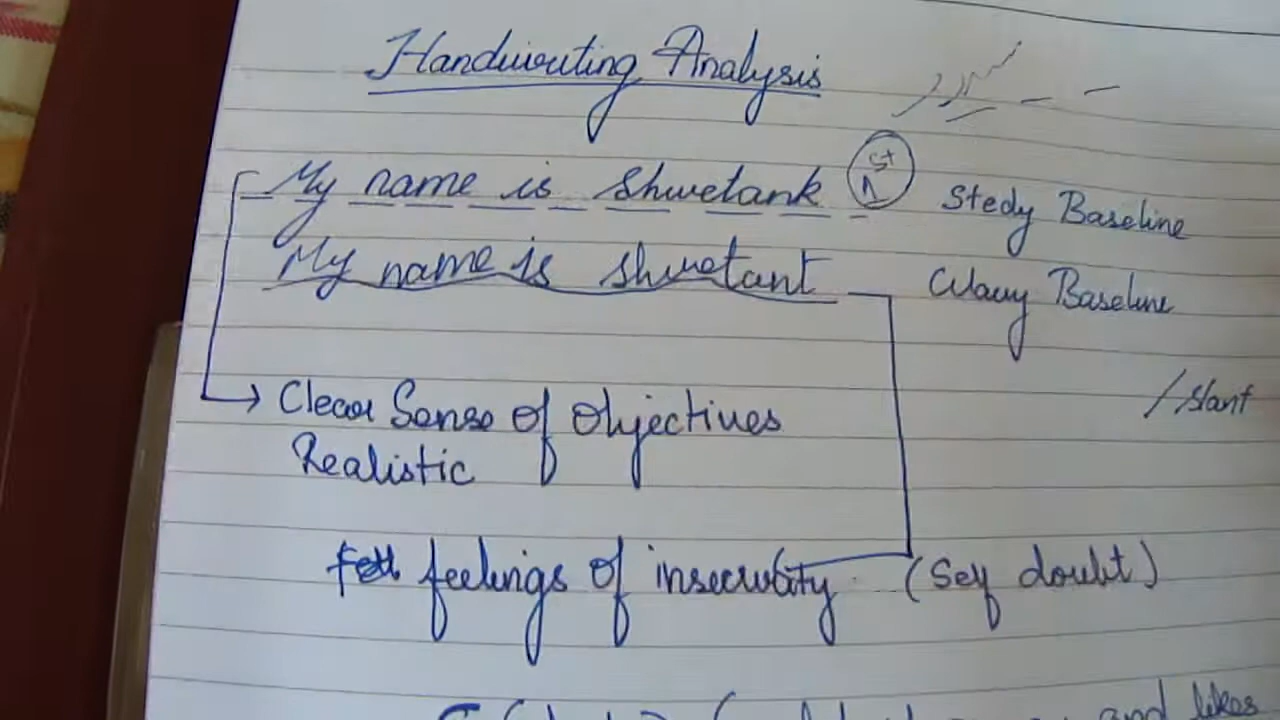 Handwriting Analysis
My name is Shwetank St Stedy Baseline
My name is shwetant Wavy Baseline
/ slant
Clear Sense of Objectives
Realistic
feelings of insecurity (Self doubt)
and likes